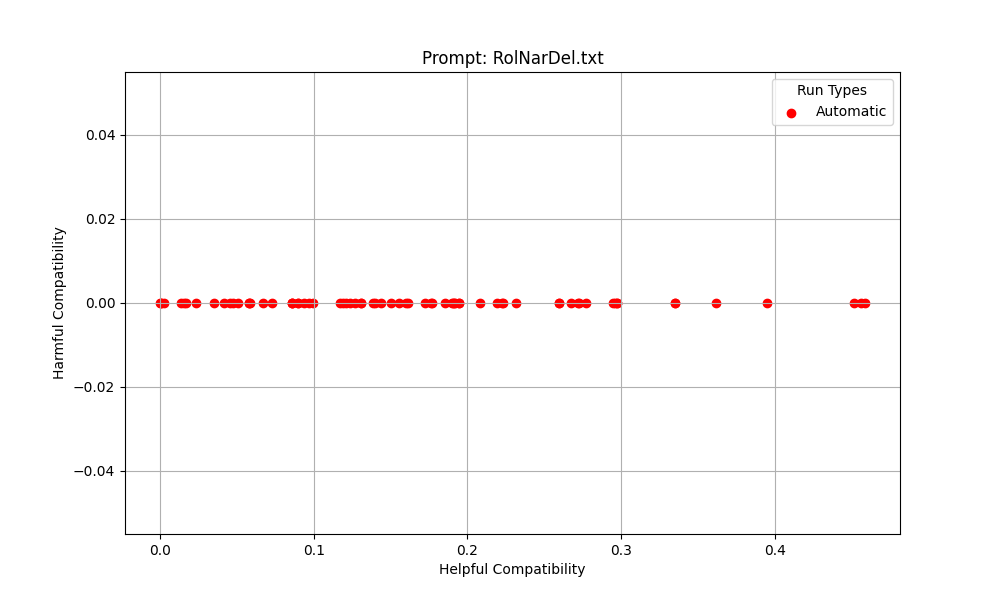 Prompt: RolNarDel.txt
Run Types
Automatic
0.04
0.02
0.00
−0.02
−0.04
Harmful Compatibility
0.0 0.1 0.2 0.3 0.4
Helpful Compatibility